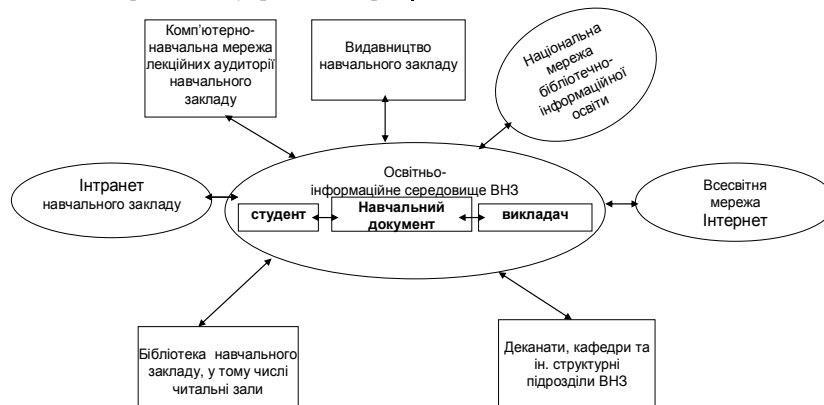 Комп’ютерно-
навчальна мережа
лекційних аудиторії
навчального
закладу
Видавництво
навчального закладу
Національна
мережа
бібліотечно-
інформаційної
освіти
Інтранет
навчального закладу
Освітньо-
інформаційне середовище ВНЗ
студент
Навчальний
документ
викладач
Всесвітня
мережа
Інтернет
Бібліотека навчального
закладу, у тому числі
читальні зали
Деканати, кафедри та
ін. структурні
підрозділи ВНЗ